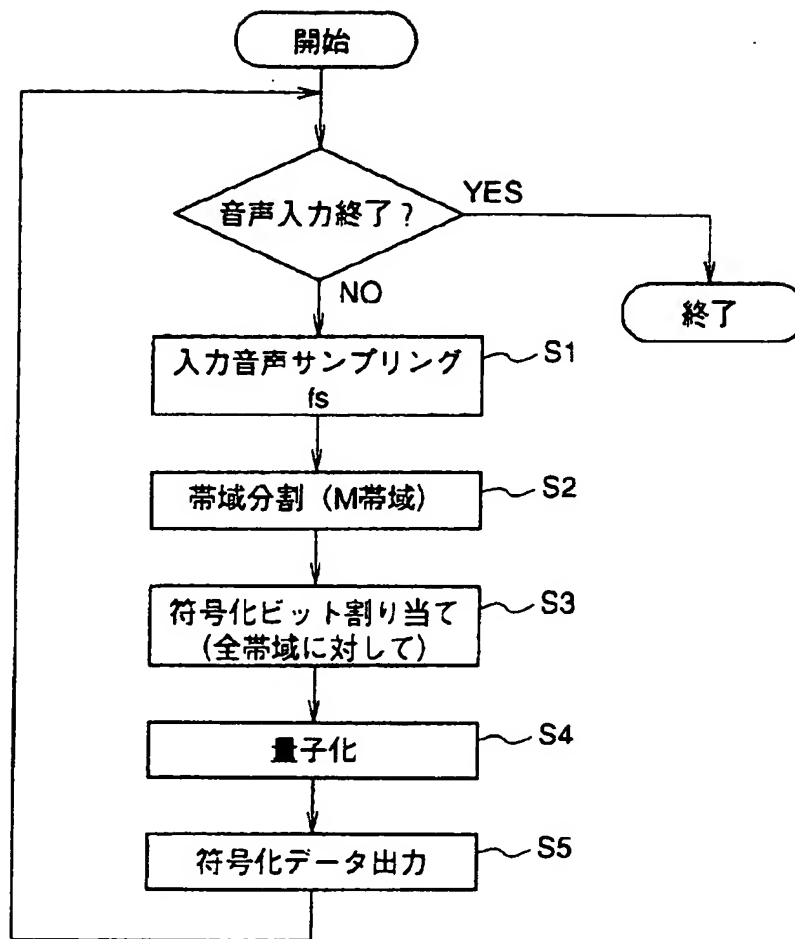 開始
音声入力終了？
YES
NO
終了
入力音声サンプリング
fs
S1
帯域分割（M帯域）
S2
符号化ビット割り当て
(全帯域に対して)
S3
量子化
S4
符号化データ出力
S5